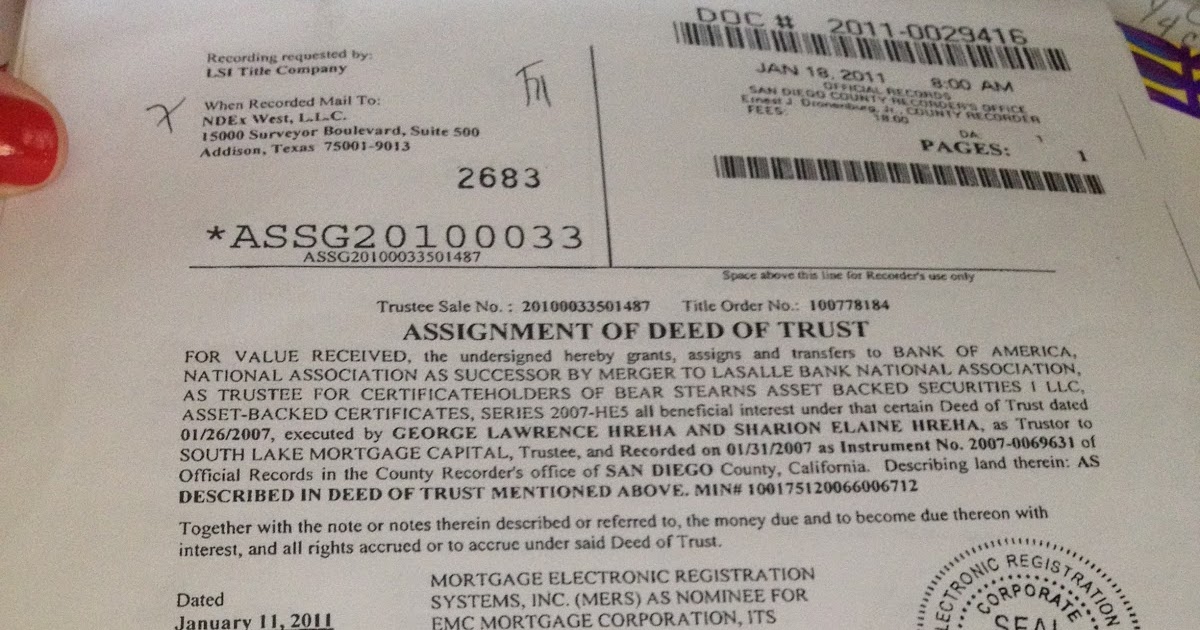 Recording requested by:
LSI Title Company
When Recorded Mail To:
NDEx West, L.L.C.
15000 Surveyor Boulevard, Suite 500
Addison, Texas 75001-9013
2683
*ASSG20100033
ASSG20100033501487
DOC # 2011-0029416
JAN 18, 2011 8:00 AM
OFFICIAL RECORDS
SAN DIEGO COUNTY RECORDER'S OFFICE
Ernest J. Dronenburg, Jr., COUNTY RECORDER
FEES: 18.00
DA: 1
PAGES: 1
Space above this line for Recorder's use only
Trustee Sale No. : 20100033501487 Title Order No.: 100778184
ASSIGNMENT OF DEED OF TRUST
FOR VALUE RECEIVED, the undersigned hereby grants, assigns and transfers to BANK OF AMERICA,
NATIONAL ASSOCIATION AS SUCCESSOR BY MERGER TO LASALLE BANK NATIONAL ASSOCIATION,
AS TRUSTEE FOR CERTIFICATEHOLDERS OF BEAR STEARNS ASSET BACKED SECURITIES I LLC,
ASSET-BACKED CERTIFICATES, SERIES 2007-HE5 all beneficial interest under that certain Deed of Trust dated
01/26/2007, executed by GEORGE LAWRENCE HREHA AND SHARION ELAINE HREHA, as Trustor to
SOUTH LAKE MORTGAGE CAPITAL, Trustee, and Recorded on 01/31/2007 as Instrument No. 2007-0069631 of
Official Records in the County Recorder's office of SAN DIEGO County, California. Describing land therein: AS
DESCRIBED IN DEED OF TRUST MENTIONED ABOVE. MIN# 100175120066006712
Together with the note or notes therein described or referred to, the money due and to become due thereon with
interest, and all rights accrued or to accrue under said Deed of Trust.
Dated
January 11, 2011
MORTGAGE ELECTRONIC REGISTRATION
SYSTEMS, INC. (MERS) AS NOMINEE FOR
EMC MORTGAGE CORPORATION, ITS
ELECTRONIC REGISTRATION
CORPORATE
SEAL